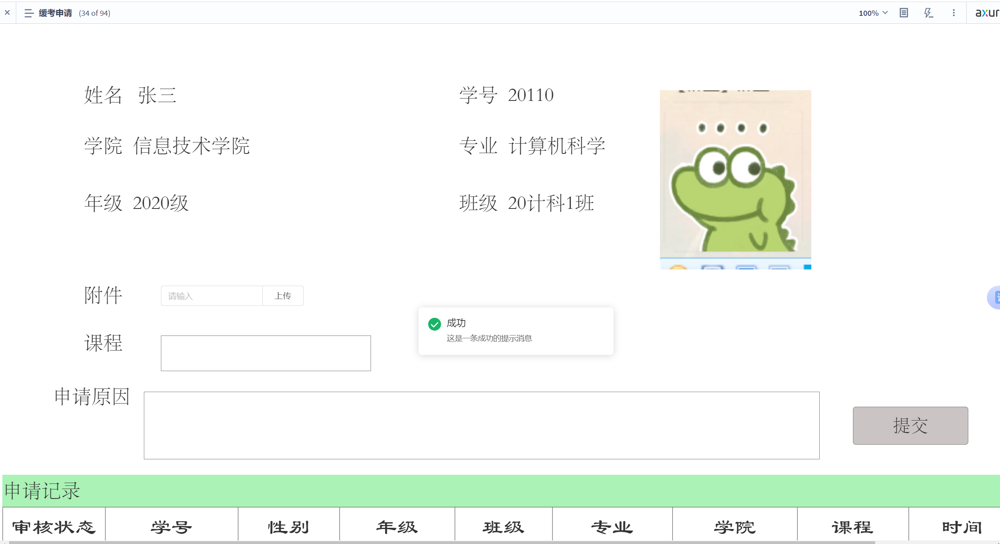 缓考申请 (34 of 94) 100% axur
姓名 张三 学号 20110
学院 信息技术学院 专业 计算机科学
年级 2020级 班级 20计科1班
附件 请输入 上传
成功
这是一条成功的提示消息
课程
申请原因
提交
申请记录
审核状态 学号 性别 年级 班级 专业 学院 课程 时间